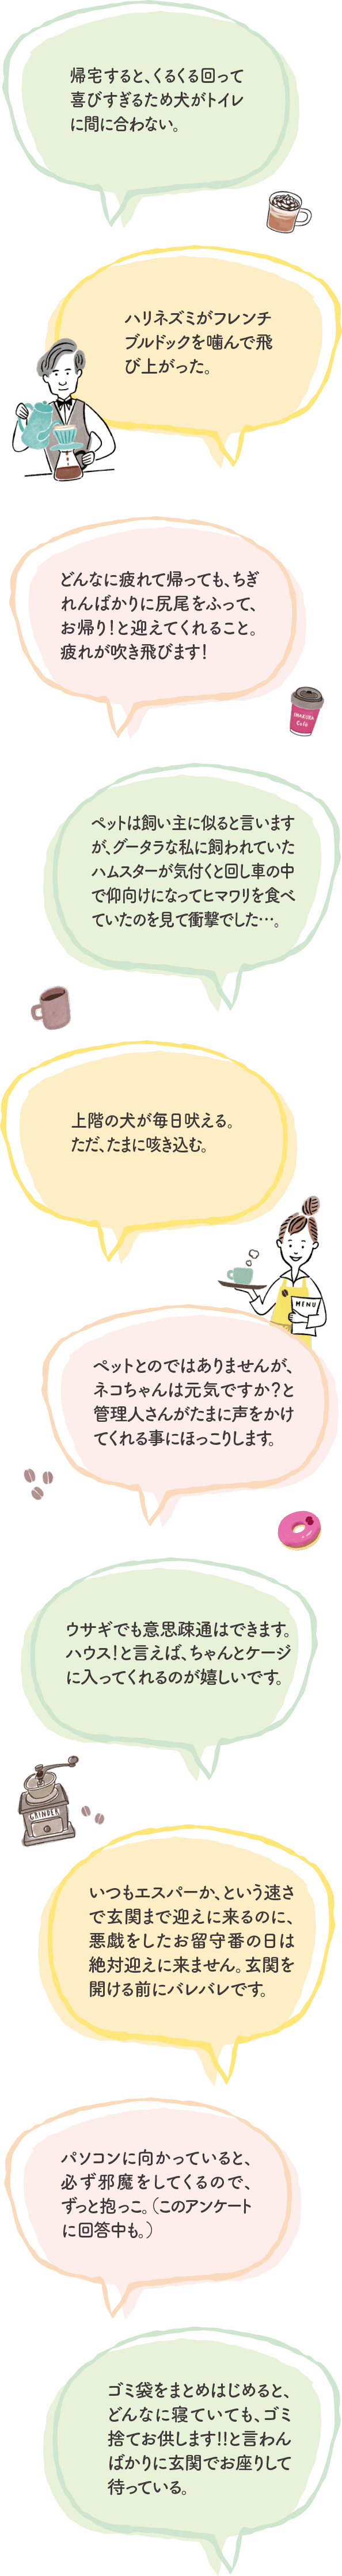 帰宅すると、くるくる回って
喜びすぎるため犬がトイレ
に間に合わない。
ハリネズミがフレンチ
ブルドックを噛んで飛
び上がった。
どんなに疲れて帰っても、ちぎ
れんばかりに尻尾をふって、
お帰り！と迎えてくれること。
疲れが吹き飛びます！
IMAKURA
Café
ペットは飼い主に似ると言います
が、グータラな私に飼われていた
ハムスターが気付くと回し車の中
で仰向けになってヒマワリを食べ
ていたのを見て衝撃でした…。
上階の犬が毎日吠える。
ただ、たまに咳き込む。
MENU
ペットとのではありませんが、
ネコちゃんは元気ですか？と
管理人さんがたまに声をかけ
てくれる事にほっこりします。
ウサギでも意思疎通はできます。
ハウス！と言えば、ちゃんとケージ
に入ってくれるのが嬉しいです。
GRINDER
いつもエスパーか、という速さ
で玄関まで迎えに来るのに、
悪戯をしたお留守番の日は
絶対迎えに来ません。玄関を
開ける前にバレバレです。
パソコンに向かっていると、
必ず邪魔をしてくるので、
ずっと抱っこ。（このアンケート
に回答中も。）
ゴミ袋をまとめはじめると、
どんなに寝ていても、ゴミ
捨てお供します!!と言わん
ばかりに玄関でお座りして
待っている。